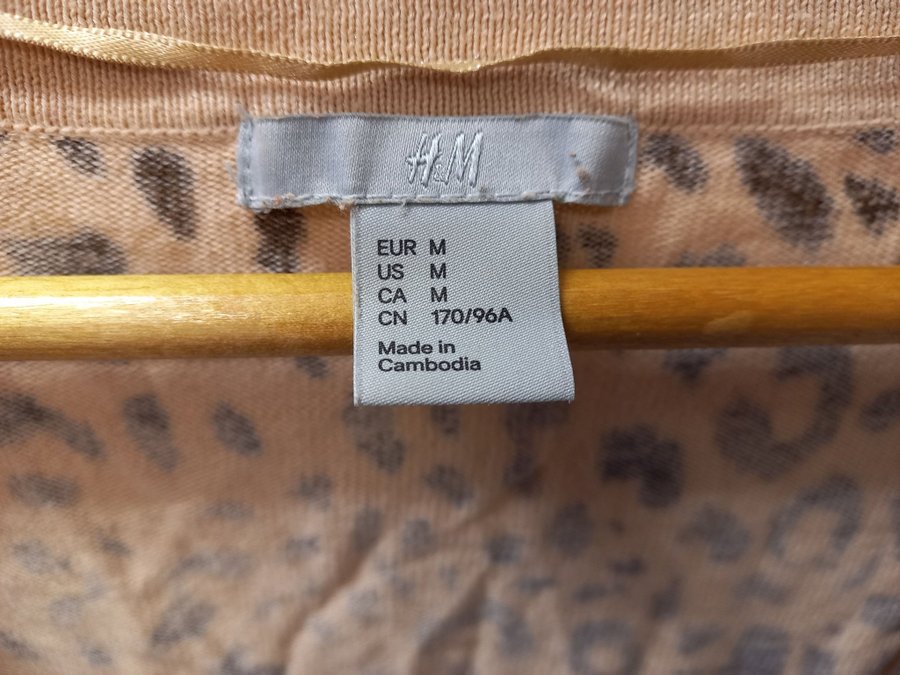 H&M
EUR M
US M
CA M
CN 170/96A
Made in
Cambodia